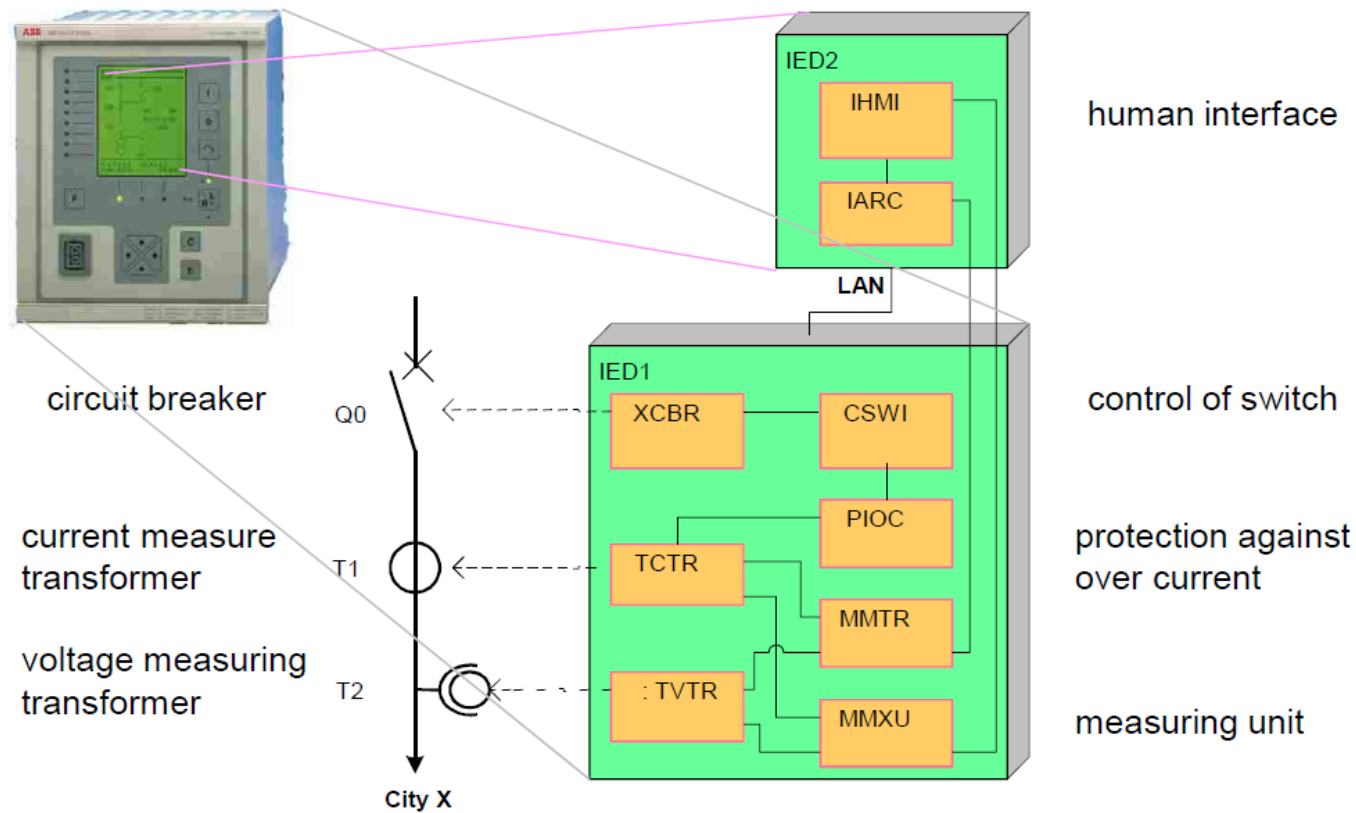 ABB
IED2
IHMI
human interface
IARC
LAN
IED1
circuit breaker
Q0
XCBR
CSWI
control of switch
PIOC
current measure
transformer
T1
TCTR
protection against
over current
MMTR
voltage measuring
transformer
T2
: TVTR
MMXU
measuring unit
City X